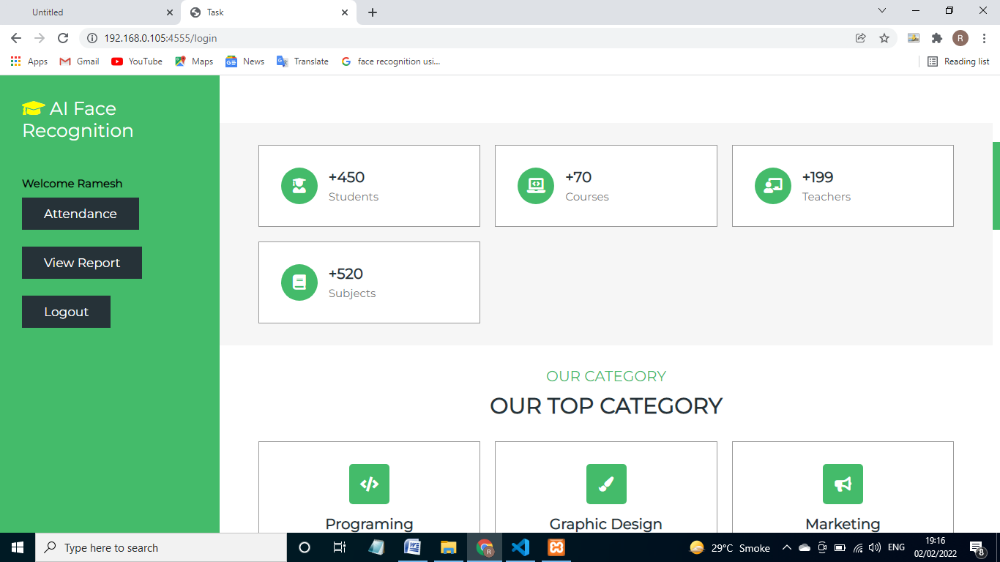 Untitled
Task
192.168.0.105:4555/login
R
Apps
Gmail
YouTube
Maps
News
Translate
face recognition usi...
Reading list
AI Face
Recognition
Welcome Ramesh
Attendance
View Report
Logout
+450
Students
+70
Courses
+199
Teachers
+520
Subjects
OUR CATEGORY
OUR TOP CATEGORY
Programing
Graphic Design
Marketing
Type here to search
29°C Smoke
ENG
19:16
02/02/2022
8